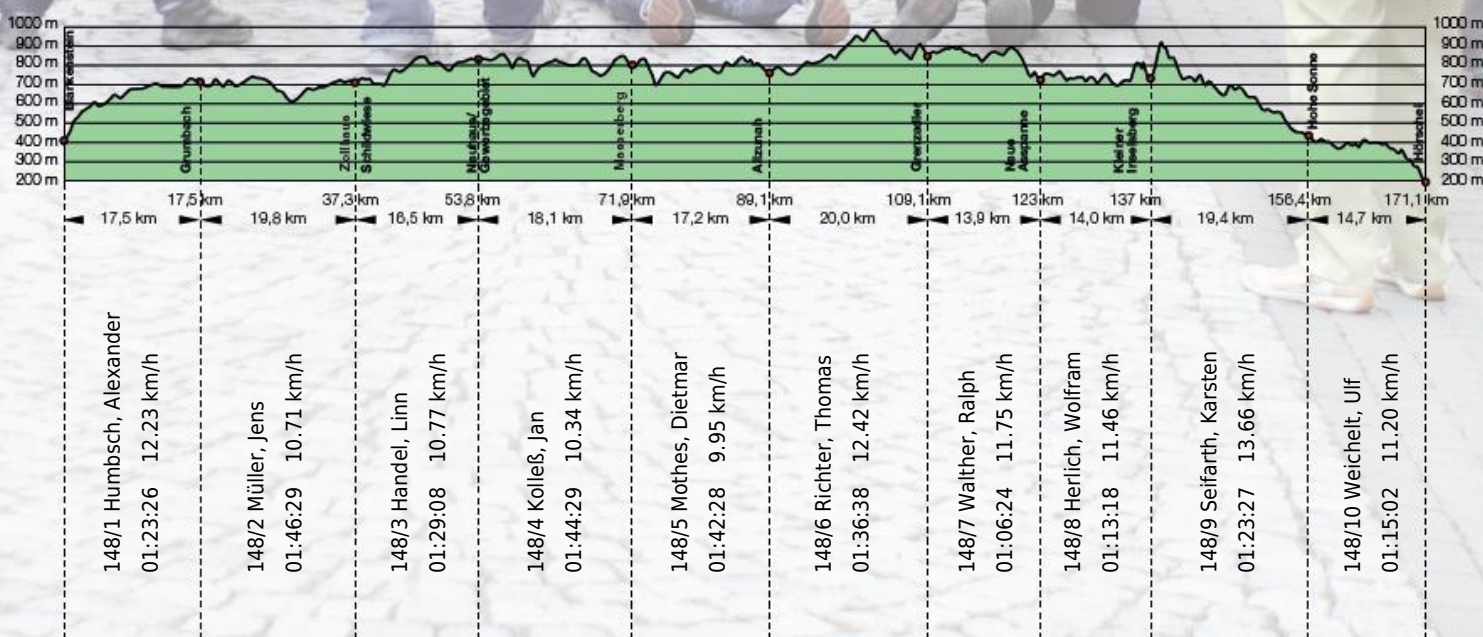 1000 m
900 m
800 m
700 m
600 m
500 m
400 m
300 m
200 m
1000 m
900 m
800 m
700 m
600 m
500 m
400 m
300 m
200 m
Blankenstein
Grumbach
Zollhaus
Schildwiese
Neuhaus/
Gewerbegebiet
Masserberg
Allzunah
Grenzadler
Neue
Ausspanne
Kleiner
Inselsberg
Hohe Sonne
Hörschel
17,5 km
37,3 km
53,8 km
71,9 km
89,1 km
109,1 km
123 km
137 km
156,4 km
171,1 km
17,5 km
19,8 km
16,5 km
18,1 km
17,2 km
20,0 km
13,9 km
14,0 km
19,4 km
14,7 km
148/1 Humbsch, Alexander
01:23:26 12.23 km/h
148/2 Müller, Jens
01:46:29 10.71 km/h
148/3 Handel, Linn
01:29:08 10.77 km/h
148/4 Kolleß, Jan
01:44:29 10.34 km/h
148/5 Mothes, Dietmar
01:42:28 9.95 km/h
148/6 Richter, Thomas
01:36:38 12.42 km/h
148/7 Walther, Ralph
01:06:24 11.75 km/h
148/8 Herlich, Wolfram
01:13:18 11.46 km/h
148/9 Seifarth, Karsten
01:23:27 13.66 km/h
148/10 Weichelt, Ulf
01:15:02 11.20 km/h